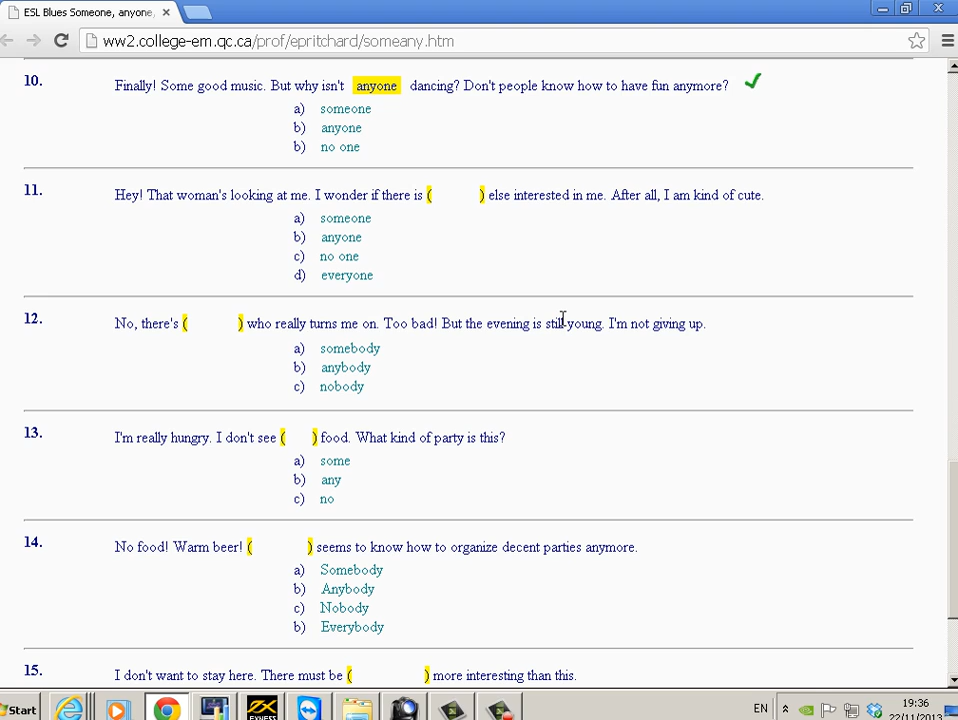 ESL Blues Someone, anyone,
ww2.college-em.qc.ca/prof/epritchard/someany.htm
10. Finally! Some good music. But why isn't anyone dancing? Don't people know how to have fun anymore?
a) someone
b) anyone
b) no one
11. Hey! That woman's looking at me. I wonder if there is ( ) else interested in me. After all, I am kind of cute.
a) someone
b) anyone
c) no one
d) everyone
12. No, there's ( ) who really turns me on. Too bad! But the evening is still young. I'm not giving up.
a) somebody
b) anybody
c) nobody
13. I'm really hungry. I don't see ( ) food. What kind of party is this?
a) some
b) any
c) no
14. No food! Warm beer! ( ) seems to know how to organize decent parties anymore.
a) Somebody
b) Anybody
c) Nobody
b) Everybody
15. I don't want to stay here. There must be ( ) more interesting than this.
Start
EXNESS
EN
19:36
22/11/2013